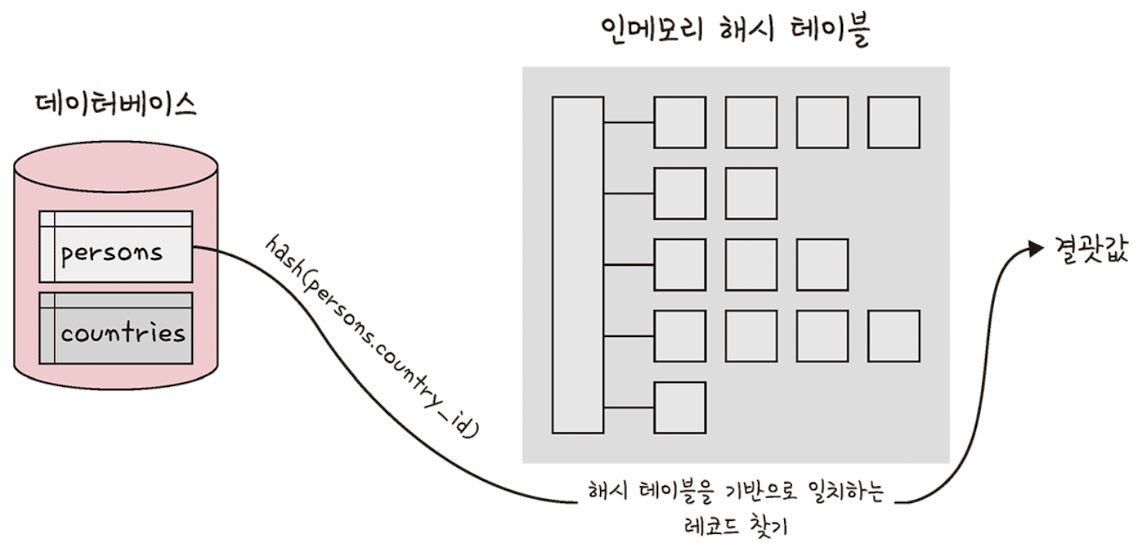 인메모리 해시 테이블
데이터베이스
persons
countries
hash(persons.country_id)
해시 테이블을 기반으로 일치하는
레코드 찾기
결괏값